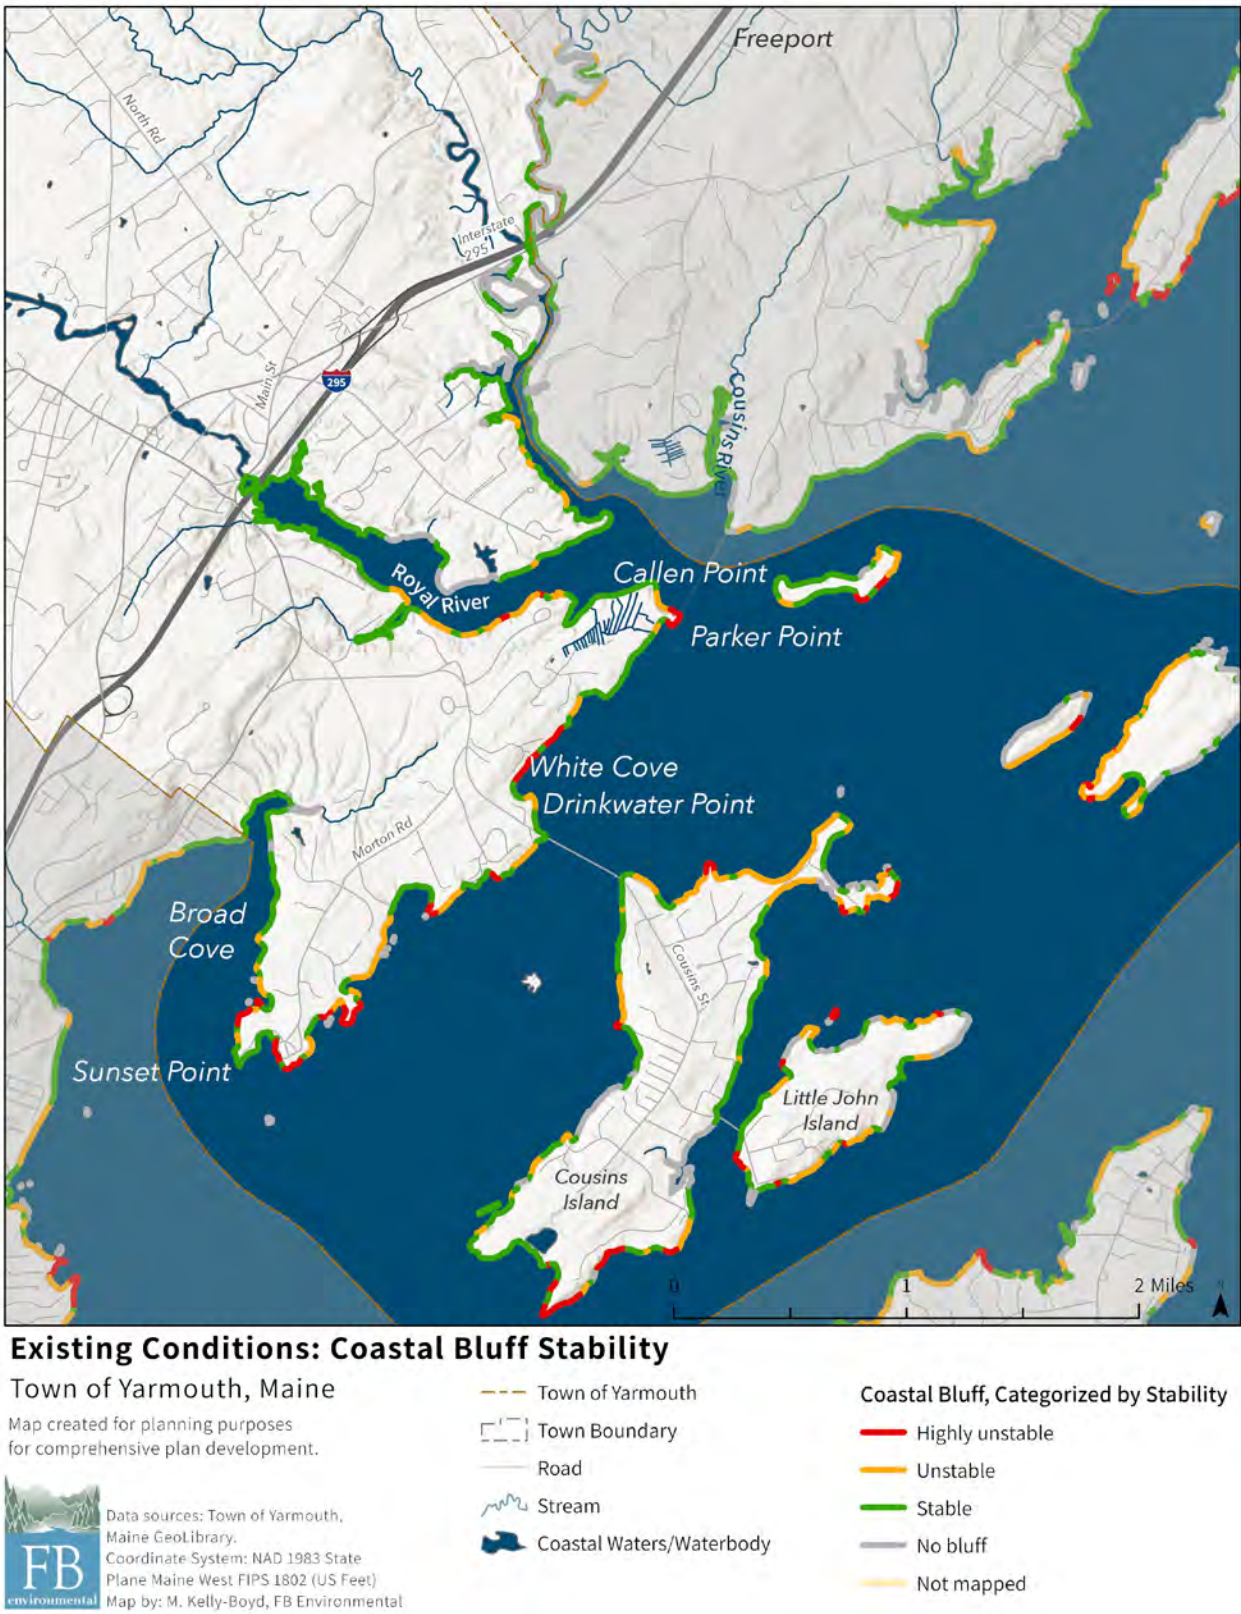 Freeport
North Rd
Interstate
295
Main St
295
Cousins River
Callen Point
Royal River
Parker Point
White Cove
Drinkwater Point
Morton Rd
Broad
Cove
Cousins St
Sunset Point
Little John
Island
Cousins
Island
0 1 2 Miles
N
Existing Conditions: Coastal Bluff Stability
Town of Yarmouth, Maine
Map created for planning purposes
for comprehensive plan development.
FB
environmental
Data sources: Town of Yarmouth,
Maine GeoLibrary.
Coordinate System: NAD 1983 State
Plane Maine West FIPS 1802 (US Feet)
Map by: M. Kelly-Boyd, FB Environmental
Town of Yarmouth
Town Boundary
Road
Stream
Coastal Waters/Waterbody
Coastal Bluff, Categorized by Stability
Highly unstable
Unstable
Stable
No bluff
Not mapped